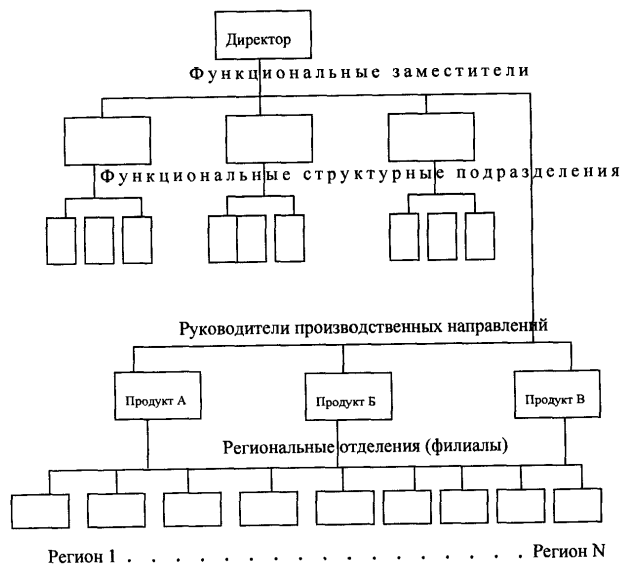 Директор
Функциональные заместители
Функциональные структурные подразделения
Руководители производственных направлений
Продукт А
Продукт Б
Продукт В
Региональные отделения (филиалы)
Регион 1 . . . . . . . . . . . . . . . . . Регион N